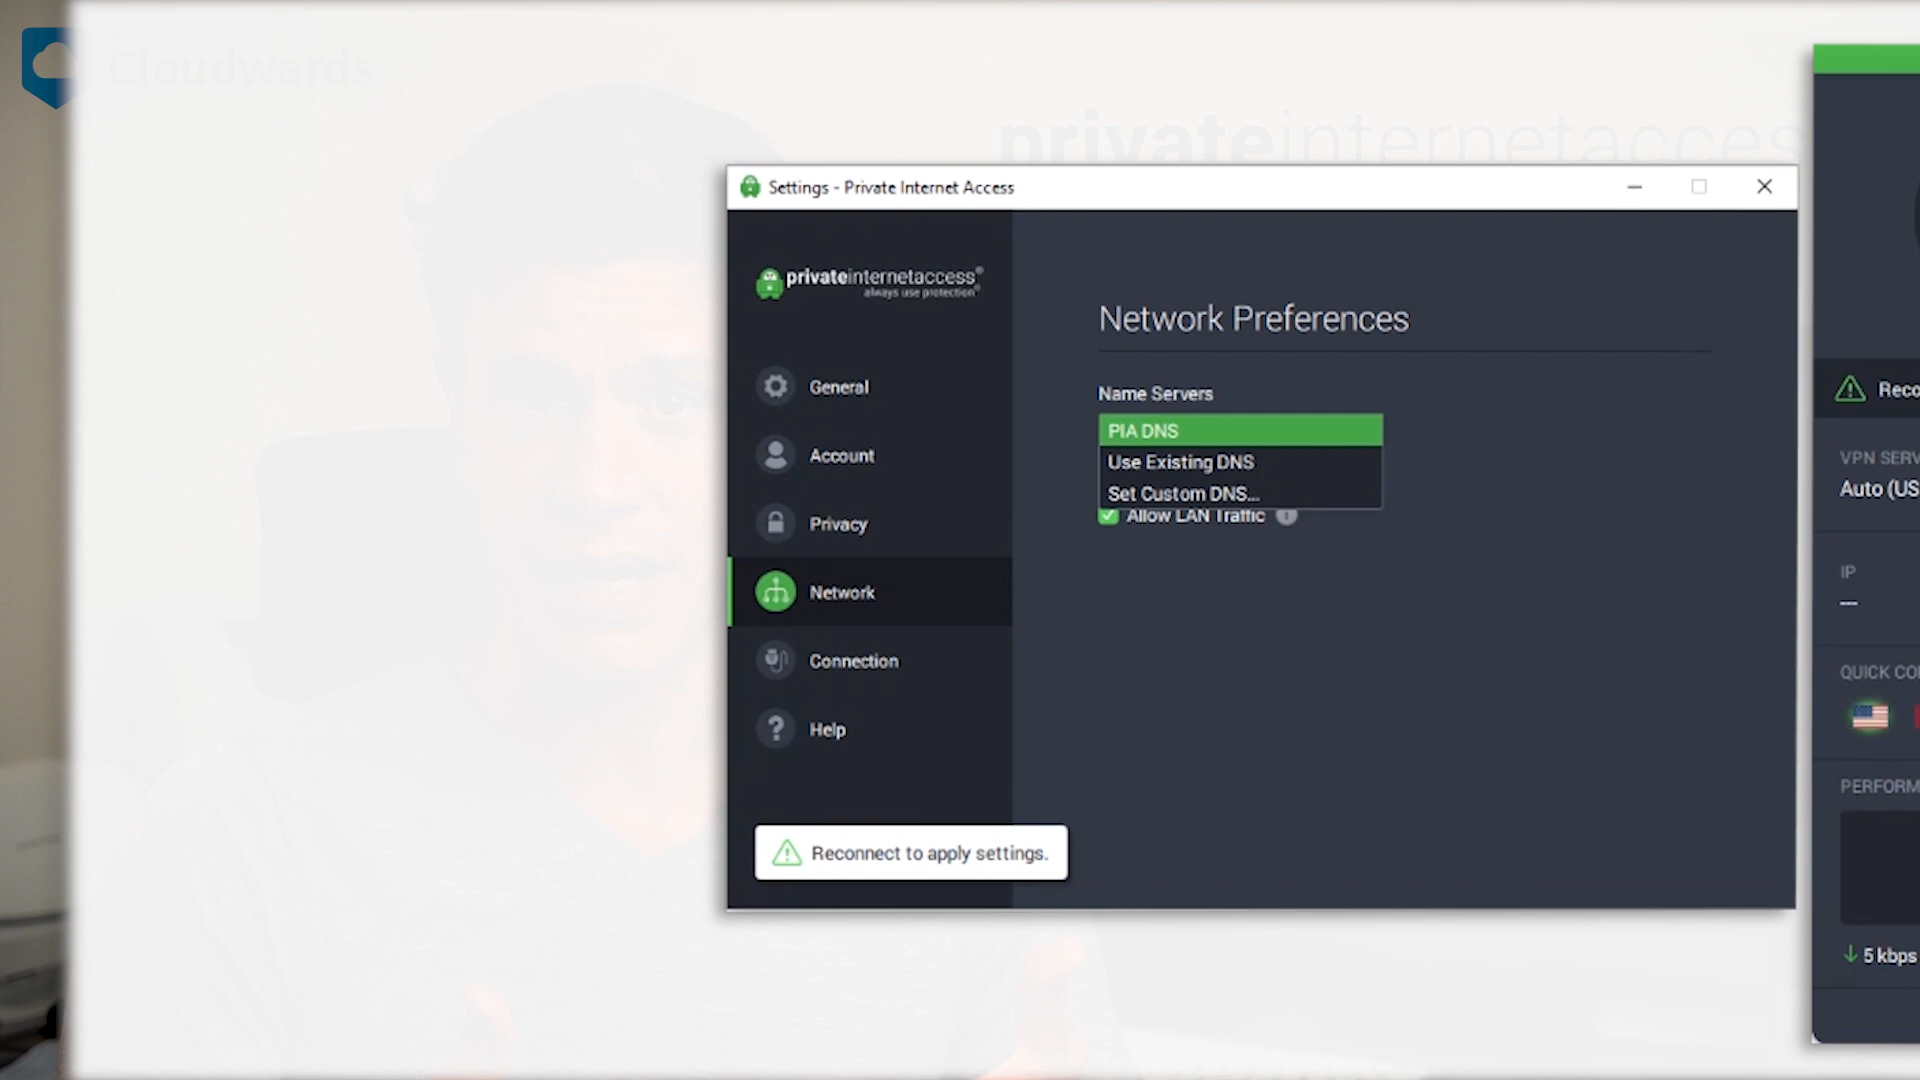 Cloudwards
privateinternetacces
Settings - Private Internet Access
privateinternetaccess®
always use protection®
General
Account
Privacy
Network
Connection
Help
Reconnect to apply settings.
Network Preferences
Name Servers
PIA DNS
Use Existing DNS
Set Custom DNS...
Allow LAN Traffic
Reco
VPN SERV
Auto (US
IP
---
QUICK CO
PERFORM
5 kbps